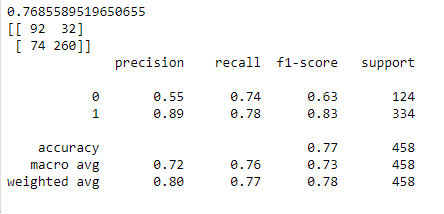 0.7685589519650655
[[ 92  32]
 [ 74 260]]
              precision    recall  f1-score   support

           0       0.55      0.74      0.63       124
           1       0.89      0.78      0.83       334

    accuracy                           0.77       458
   macro avg       0.72      0.76      0.73       458
weighted avg       0.80      0.77      0.78       458